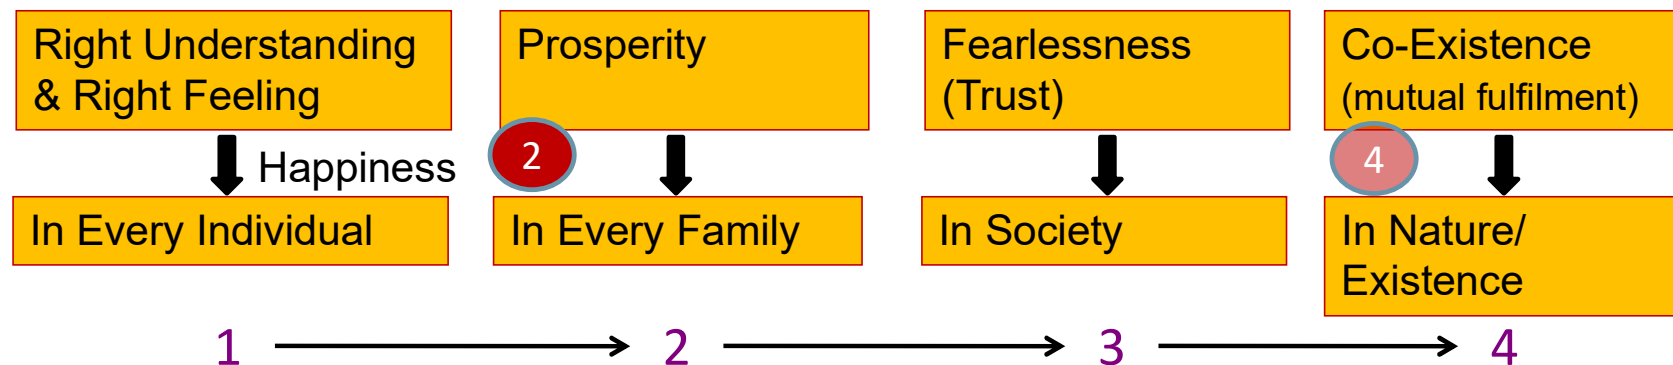 Right Understanding
& Right Feeling
Prosperity
Fearlessness
(Trust)
Co-Existence
(mutual fulfilment)
Happiness
2
4
In Every Individual
In Every Family
In Society
In Nature/
Existence
1
2
3
4